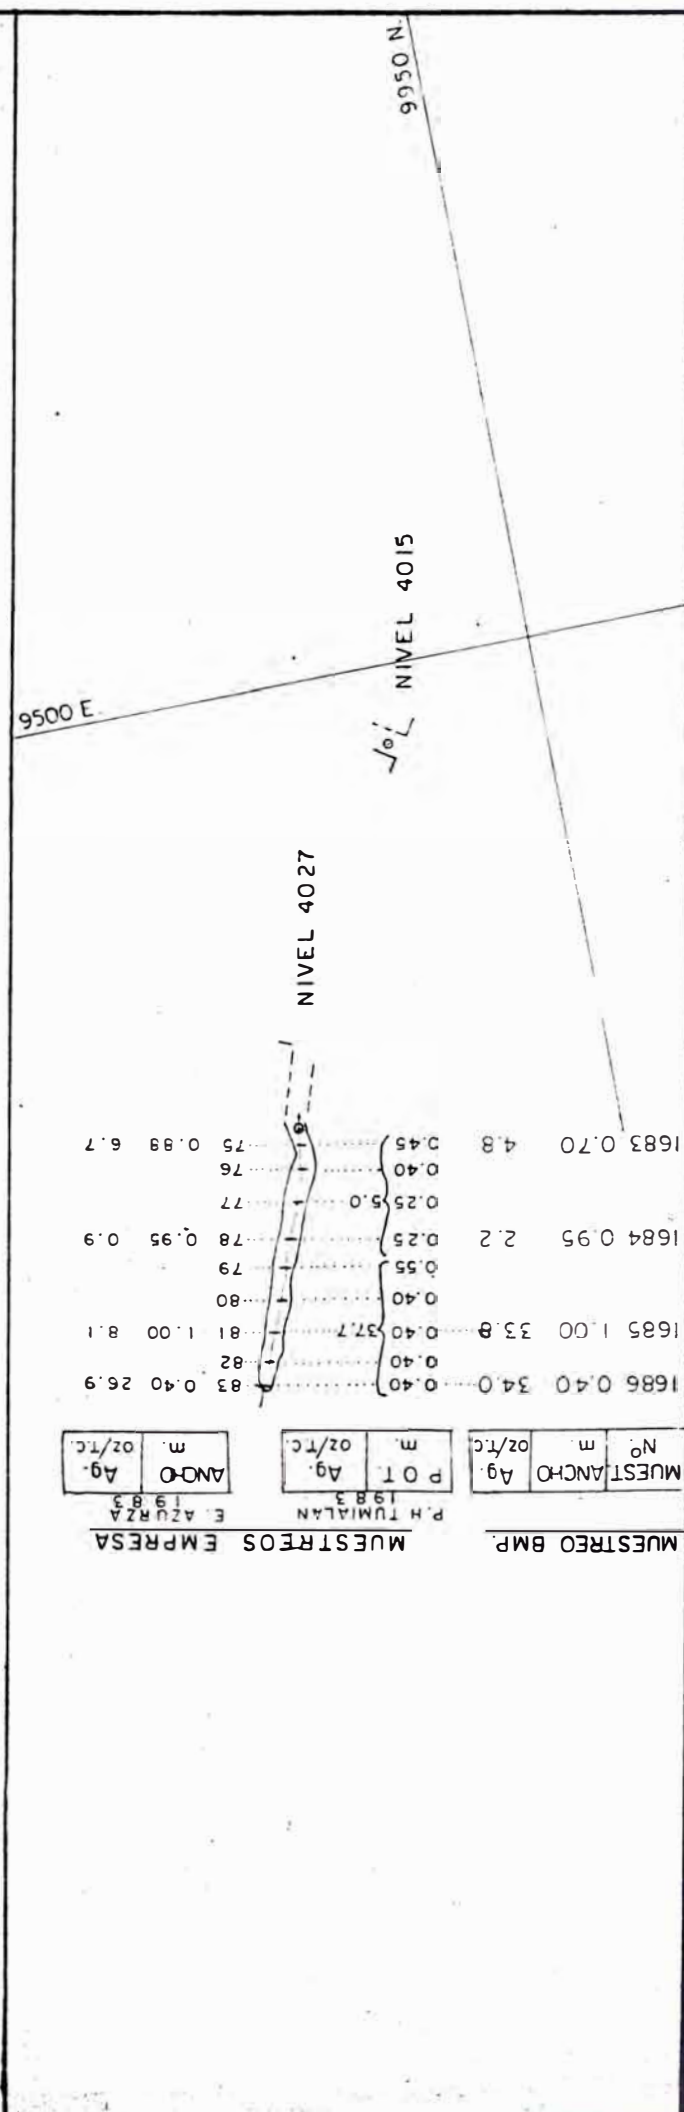 9950 N.
NIVEL 4015
9500 E.
NIVEL 4027
MUESTREO BMP. MUESTREOS EMPRESA
P.H TUMIALAN E. AZURZA
1983 1983
MUEST ANCHO Ag. P O T Ag. ANCHO Ag.
Nº m oz/T.C. m. oz/T.C. m. oz/T.C.
1686 0.40 34.0 0.40 83 0.40 26.9
0.40 82
1685 1.00 33.8 0.40 37.7 81 1.00 8.1
0.40 80
0.55 79
1684 0.95 2.2 0.25 78 0.95 0.9
0.25 5.0 77
0.40 76
1683 0.70 4.8 0.45 75 0.88 6.7